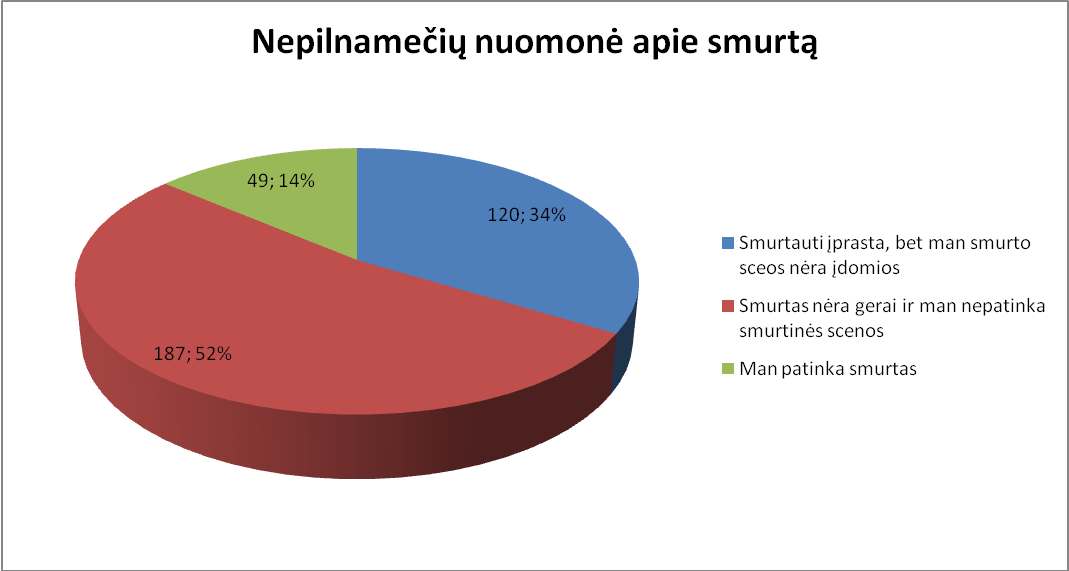 Nepilnamečių nuomonė apie smurtą
49; 14%
120; 34%
187; 52%
Smurtauti įprasta, bet man smurto
sceos nėra įdomios
Smurtas nėra gerai ir man nepatinka
smurtinės scenos
Man patinka smurtas